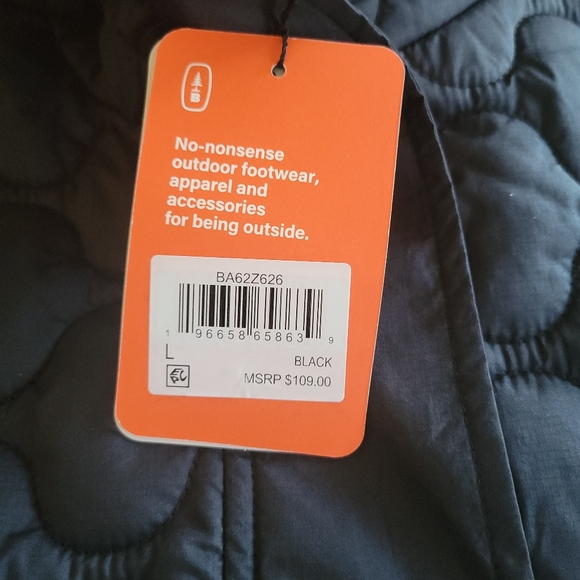 No-nonsense
outdoor footwear,
apparel and
accessories
for being outside.
BA62Z626
1 96658 65863 9
L
BLACK
MSRP $109.00